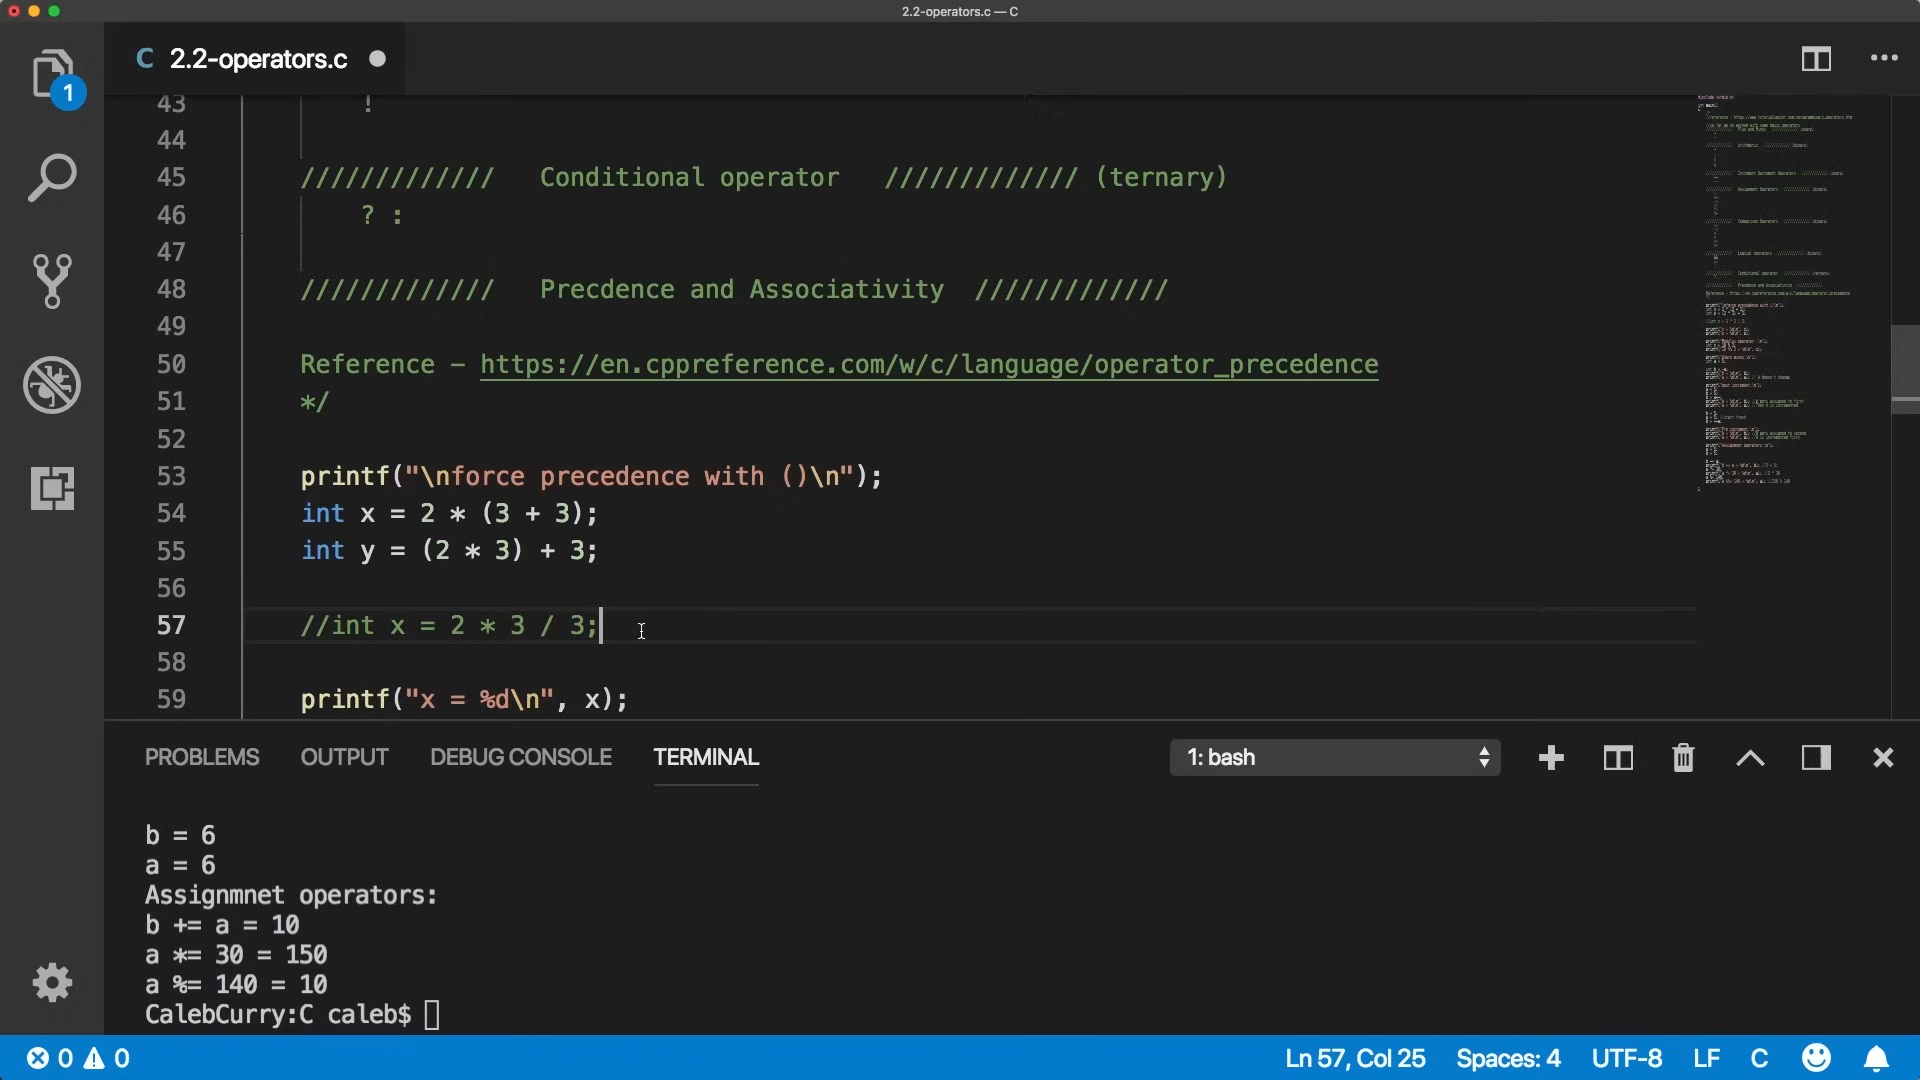 2.2-operators.c — C
C 2.2-operators.c
1
43 !
44
45 ///////////// Conditional operator ///////////// (ternary)
46 ? :
47
48 ///////////// Precdence and Associativity /////////////
49
50 Reference – https://en.cppreference.com/w/c/language/operator_precedence
51 */
52
53 printf("\nforce precedence with ()\n");
54 int x = 2 * (3 + 3);
55 int y = (2 * 3) + 3;
56
57 //int x = 2 * 3 / 3;
58
59 printf("x = %d\n", x);
PROBLEMS OUTPUT DEBUG CONSOLE TERMINAL 1: bash
b = 6
a = 6
Assignmnet operators:
b += a = 10
a *= 30 = 150
a %= 140 = 10
CalebCurry:C caleb$
0 0 Ln 57, Col 25 Spaces: 4 UTF-8 LF C